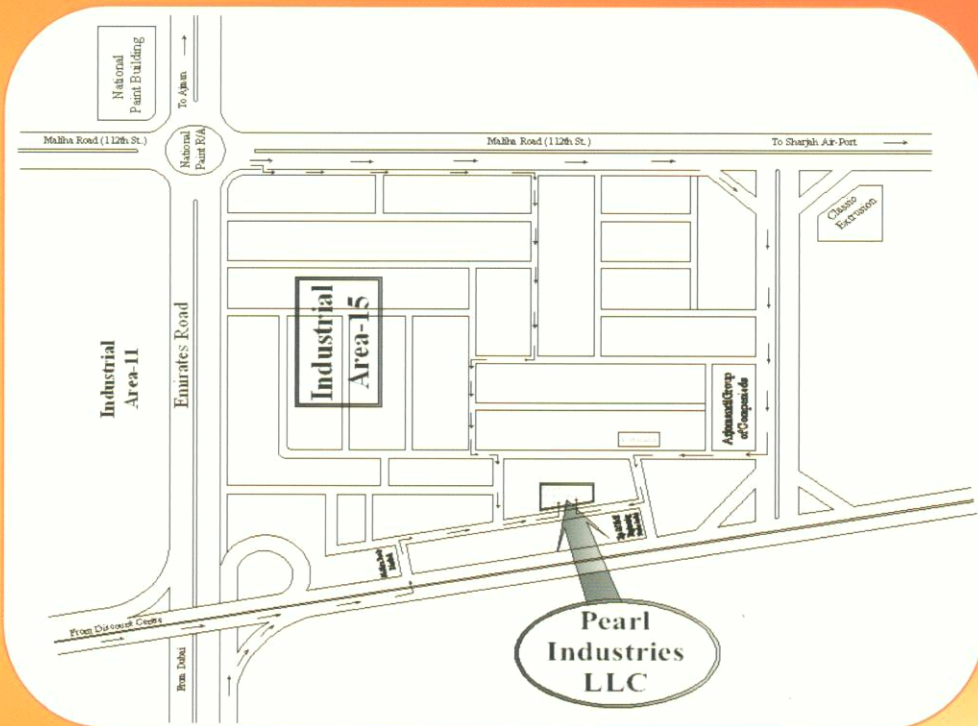 National
Paint Building
To Ajman
Maliha Road (112th St.)
National
Paint R/A
Maliha Road (112th St.)
To Sharjah Air-Port
Classic
Extrusion
Industrial
Area-11
Emirates Road
Industrial
Area-15
Group
of Companies
From Discount Centre
From Dubai
Pearl
Industries
LLC